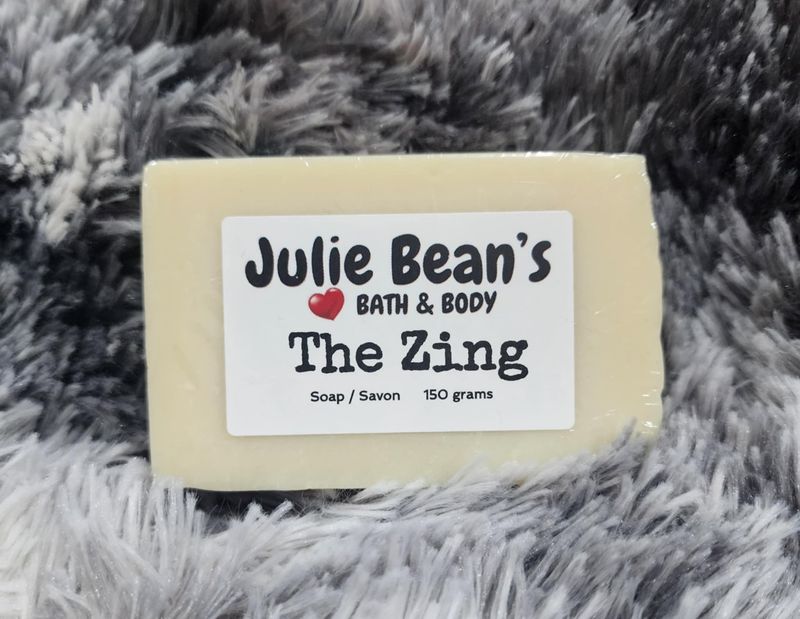 Julie Bean's
BATH & BODY
The Zing
Soap / Savon 150 grams